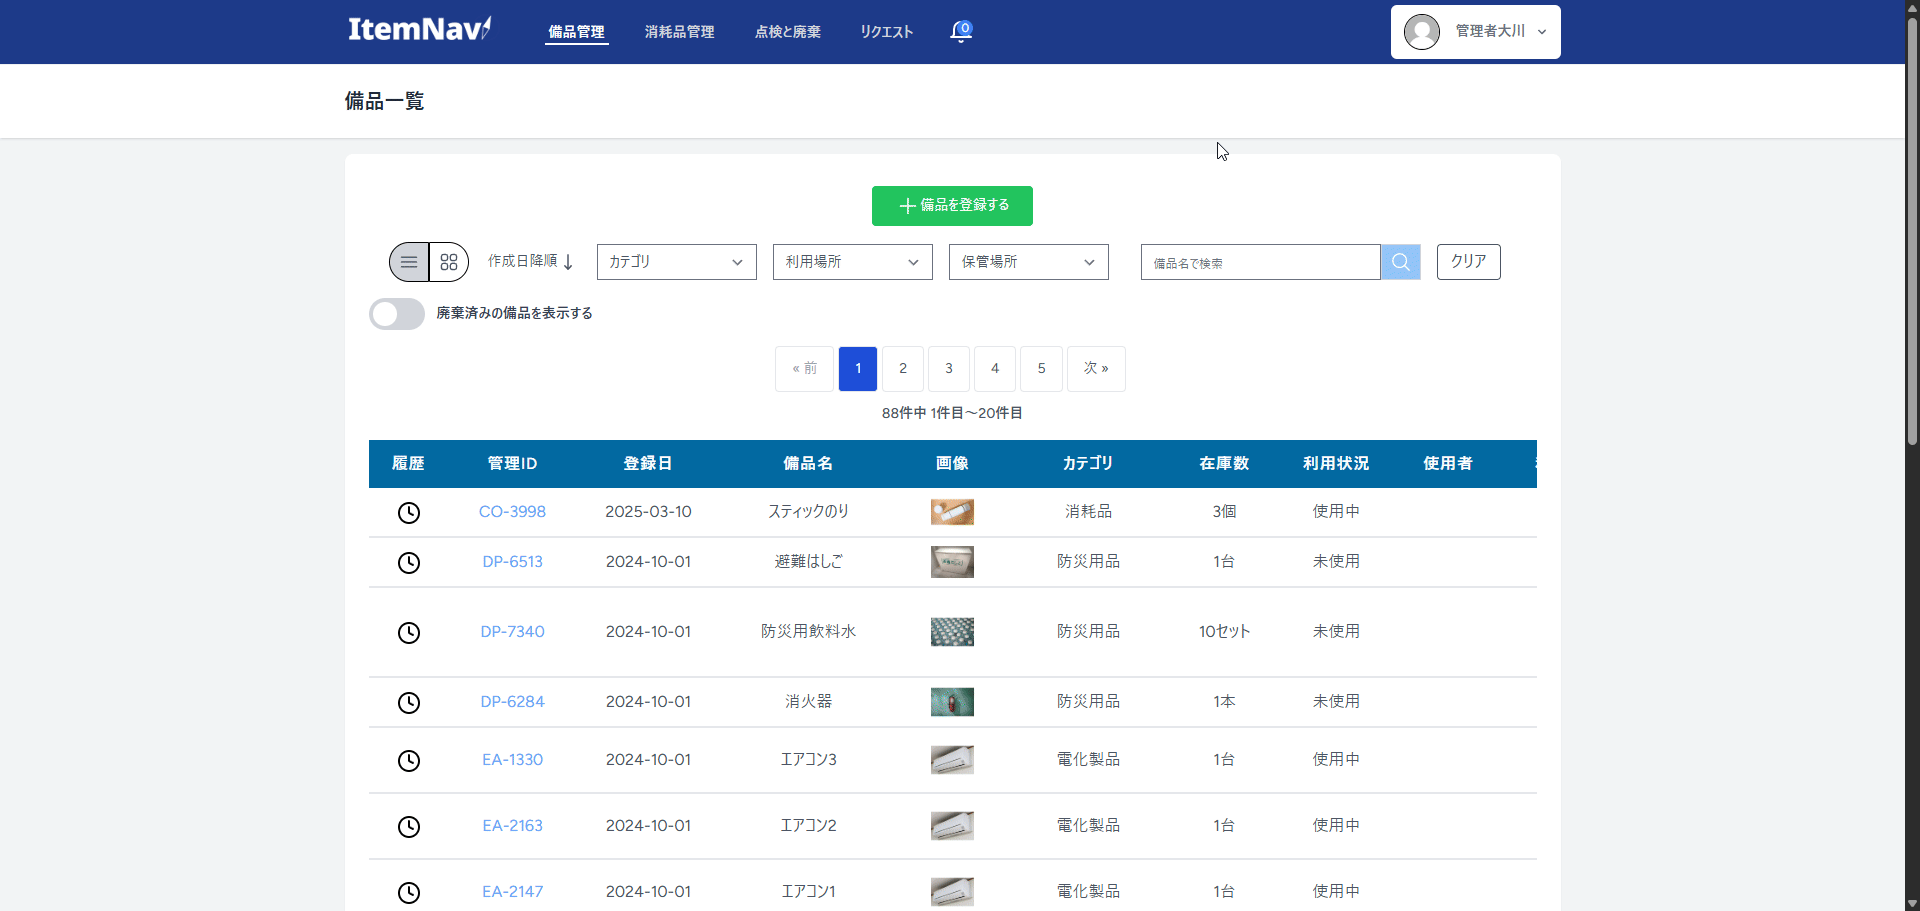 ItemNav
備品管理 消耗品管理 点検と廃棄 リクエスト 0 管理者大川
備品一覧
備品を登録する
作成日降順 カテゴリ 利用場所 保管場所 備品名で検索 クリア
廃棄済みの備品を表示する
« 前 1 2 3 4 5 次 »
88件中 1件目～20件目
履歴 管理ID 登録日 備品名 画像 カテゴリ 在庫数 利用状況 使用者
CO-3998 2025-03-10 スティックのり 消耗品 3個 使用中
DP-6513 2024-10-01 避難はしご 防災用品 1台 未使用
DP-7340 2024-10-01 防災用飲料水 防災用品 10セット 未使用
DP-6284 2024-10-01 消火器 防災用品 1本 未使用
EA-1330 2024-10-01 エアコン3 電化製品 1台 使用中
EA-2163 2024-10-01 エアコン2 電化製品 1台 使用中
EA-2147 2024-10-01 エアコン1 電化製品 1台 使用中